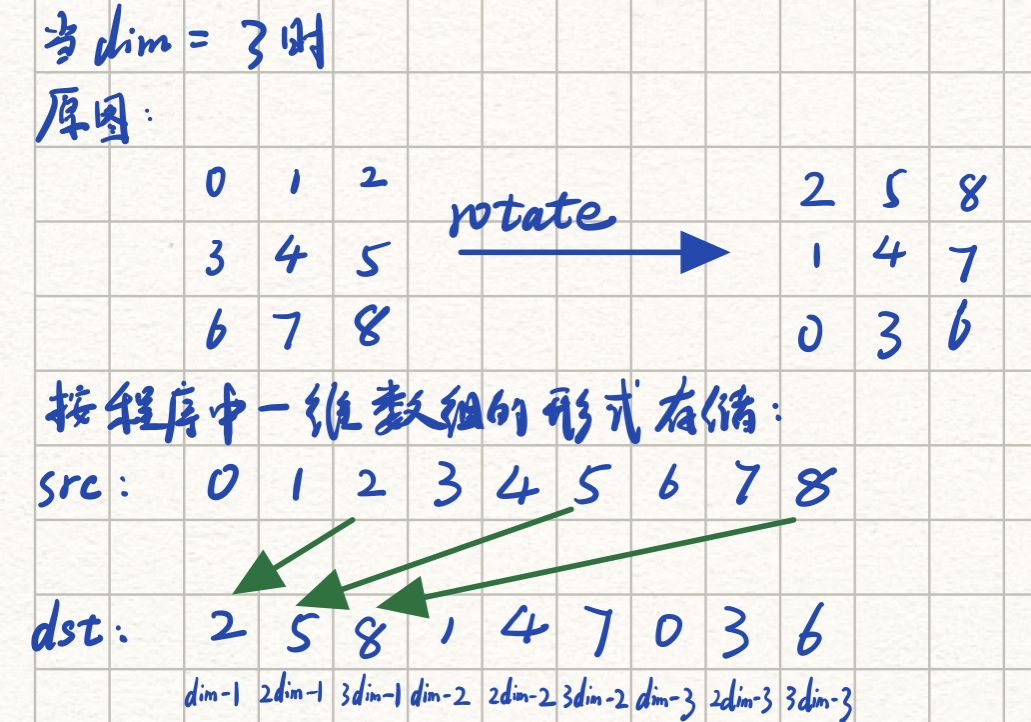 当dim = 3时
原图:
0 1 2 rotate 2 5 8
3 4 5 1 4 7
6 7 8 0 3 6
按程序中一维数组的形式存储:
src: 0 1 2 3 4 5 6 7 8
dst: 2 5 8 1 4 7 0 3 6
dim-1 2dim-1 3dim-1 dim-2 2dim-2 3dim-2 dim-3 2dim-3 3dim-3